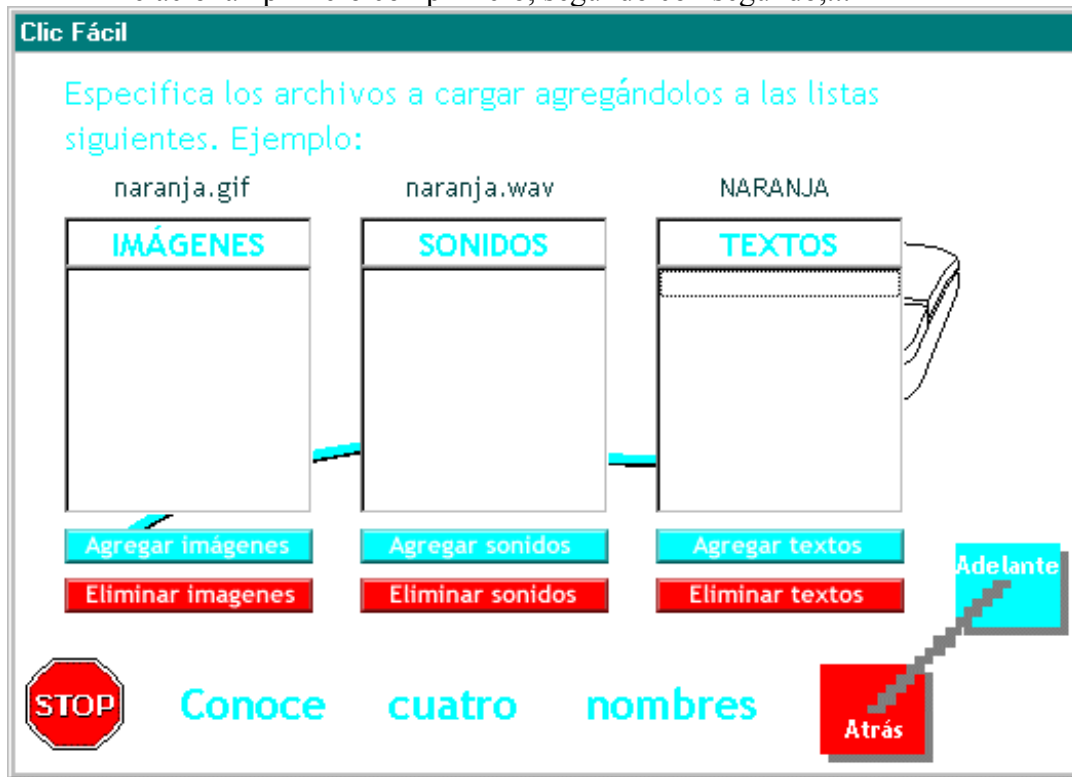 Clic Fácil
Especifica los archivos a cargar agregándolos a las listas
siguientes. Ejemplo:
naranja.gif naranja.wav NARANJA
IMÁGENES SONIDOS TEXTOS
Agregar imágenes Agregar sonidos Agregar textos
Eliminar imagenes Eliminar sonidos Eliminar textos
Adelante
STOP Conoce cuatro nombres
Atrás